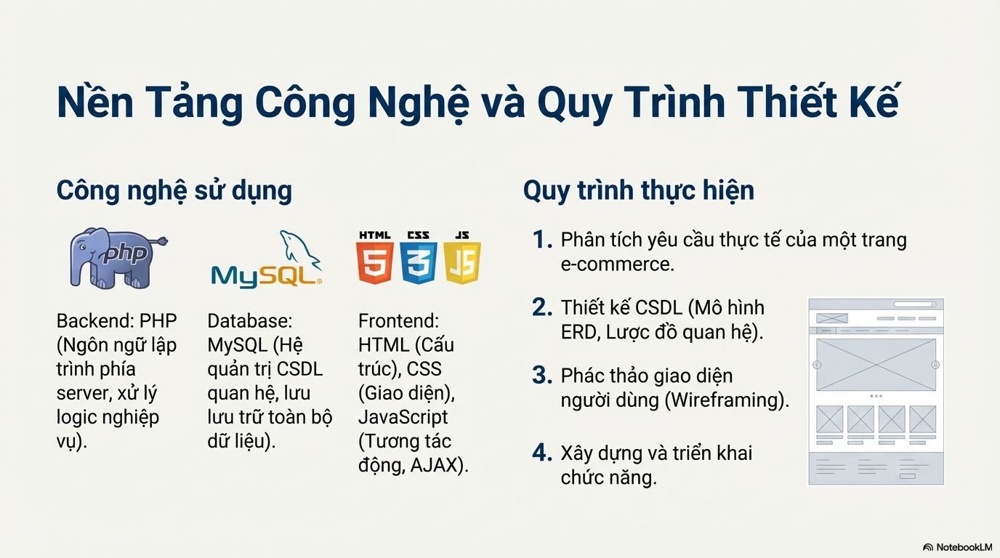 Nền Tảng Công Nghệ và Quy Trình Thiết Kế
Công nghệ sử dụng
php
MySQL®
HTML
5
CSS
3
JS
JS
Backend: PHP
(Ngôn ngữ lập
trình phía
server, xử lý
logic nghiệp
vụ).
Database:
MySQL (Hệ
quản trị CSDL
quan hệ, lưu
lưu trữ toàn bộ
dữ liệu).
Frontend:
HTML (Cấu
trúc), CSS
(Giao diện),
JavaScript
(Tương tác
động, AJAX).
Quy trình thực hiện
1. Phân tích yêu cầu thực tế của một trang
e-commerce.
2. Thiết kế CSDL (Mô hình
ERD, Lược đồ quan hệ).
3. Phác thảo giao diện
người dùng (Wireframing).
4. Xây dựng và triển khai
chức năng.
NotebookLM